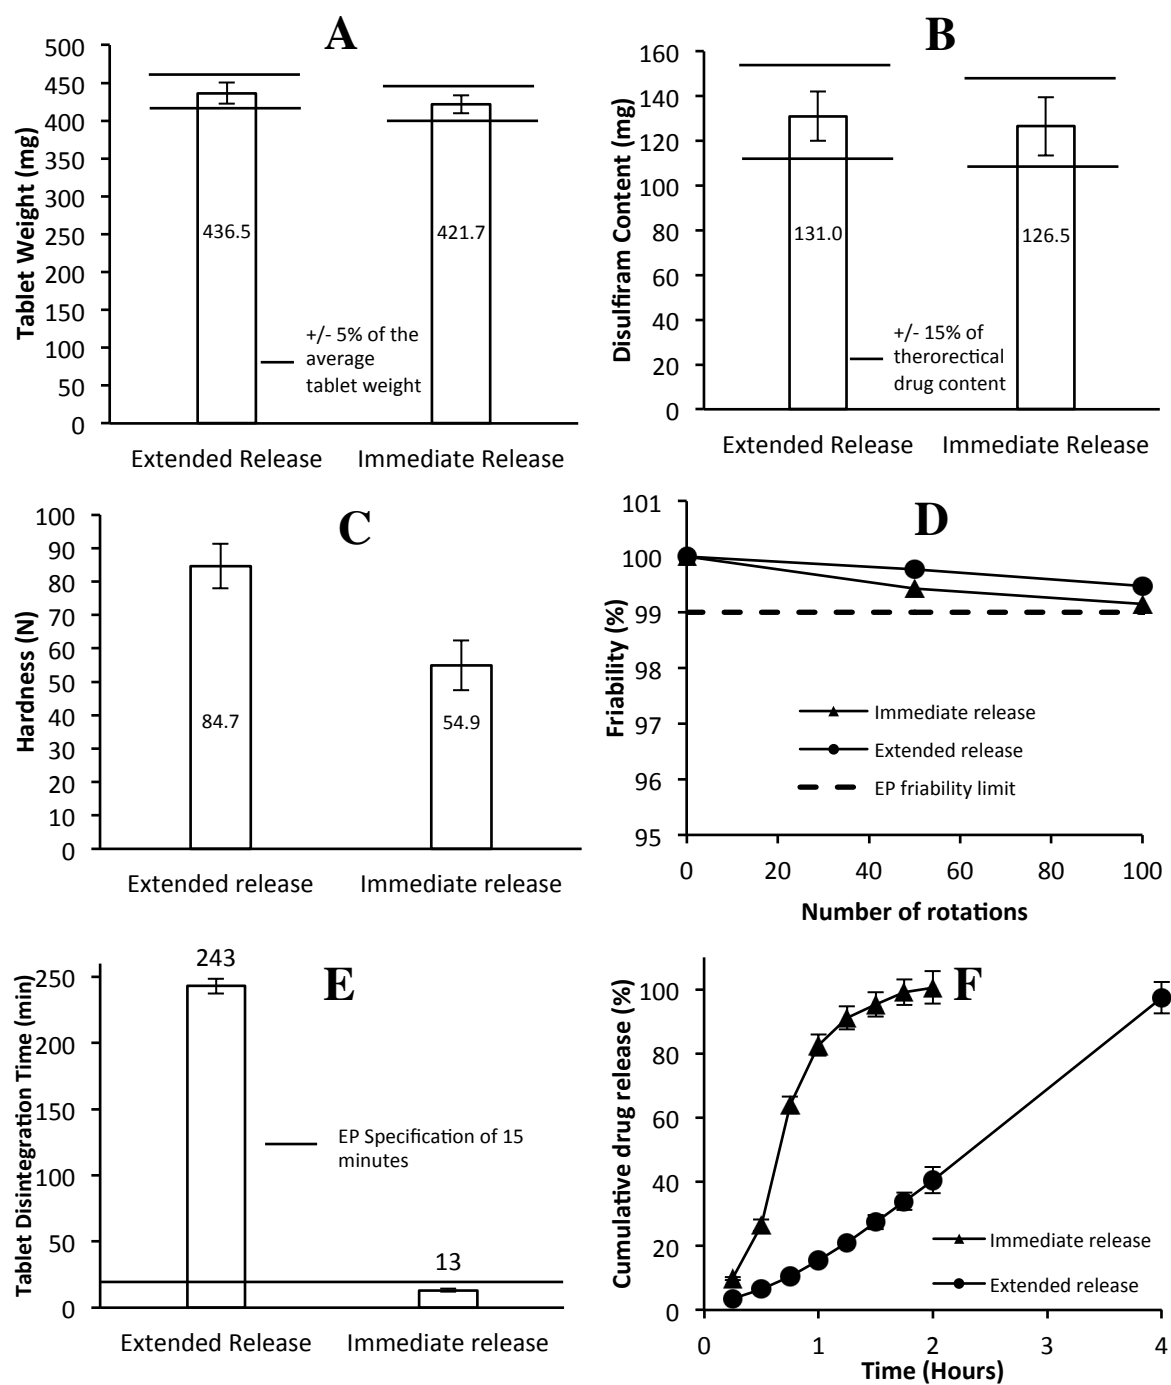 A
Tablet Weight (mg)
500
450
400
350
300
250
200
150
100
50
0
436.5
421.7
+/- 5% of the
average
tablet weight
Extended Release
Immediate Release
B
Disulfiram Content (mg)
160
140
120
100
80
60
40
20
0
131.0
126.5
+/- 15% of
therorectical
drug content
Extended Release
Immediate Release
C
Hardness (N)
100
90
80
70
60
50
40
30
20
10
0
84.7
54.9
Extended release
Immediate release
D
Friability (%)
101
100
99
98
97
96
95
Immediate release
Extended release
EP friability limit
0
20
40
60
80
100
Number of rotations
E
Tablet Disintegration Time (min)
250
200
150
100
50
0
243
13
EP Specification of 15
minutes
Extended Release
Immediate release
F
Cumulative drug release (%)
100
80
60
40
20
0
Immediate release
Extended release
0
1
2
3
4
Time (Hours)